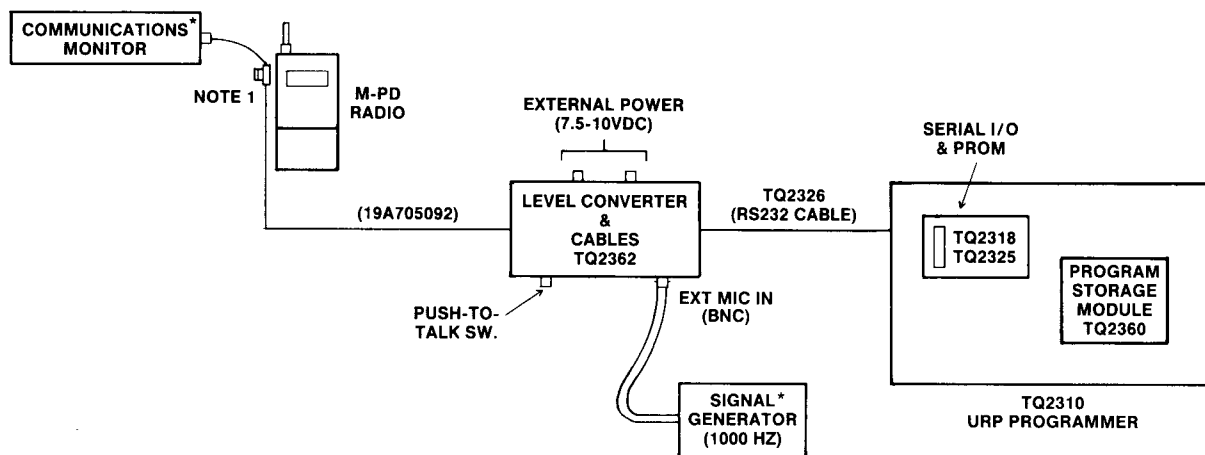 COMMUNICATIONS*
MONITOR
NOTE 1
M-PD
RADIO
EXTERNAL POWER
(7.5-10VDC)
SERIAL I/O
& PROM
(19A705092)
LEVEL CONVERTER
&
CABLES
TQ2362
TQ2326
(RS232 CABLE)
TQ2318
TQ2325
PROGRAM
STORAGE
MODULE
TQ2360
PUSH-TO-
TALK SW.
EXT MIC IN
(BNC)
SIGNAL*
GENERATOR
(1000 HZ)
TQ2310
URP PROGRAMMER